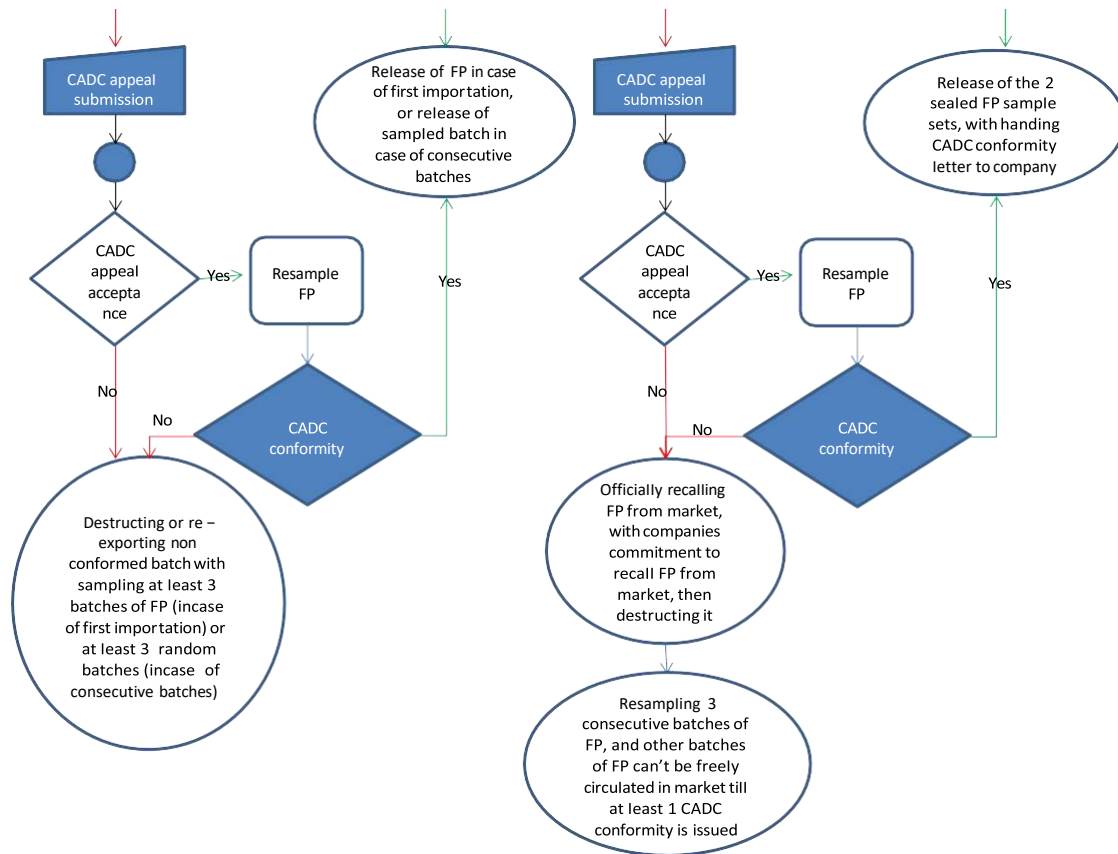 CADC appeal
submission
Release of FP in case
of first importation,
or release of
sampled batch in
case of consecutive
batches
CADC
appeal
accepta
nce
Yes
Resample
FP
Yes
No
No
CADC
conformity
Destructing or re –
exporting non
conformed batch with
sampling at least 3
batches of FP (incase
of first importation) or
at least 3 random
batches (incase of
consecutive batches)
CADC appeal
submission
Release of the 2
sealed FP sample
sets, with handing
CADC conformity
letter to company
CADC
appeal
accepta
nce
Yes
Resample
FP
Yes
No
No
CADC
conformity
Officially recalling
FP from market,
with companies
commitment to
recall FP from
market, then
destructing it
Resampling 3
consecutive batches of
FP, and other batches
of FP can’t be freely
circulated in market till
at least 1 CADC
conformity is issued